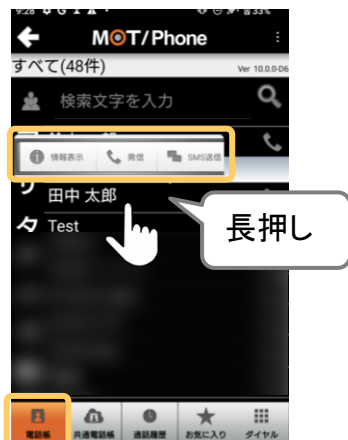 9:28
33%
MOT/Phone
すべて(48件)
Ver 10.0.0-D6
検索文字を入力
情報表示 発信 SMS送信
田中 太郎
タ Test
長押し
電話帳 共通電話帳 通話履歴 お気に入り ダイヤル